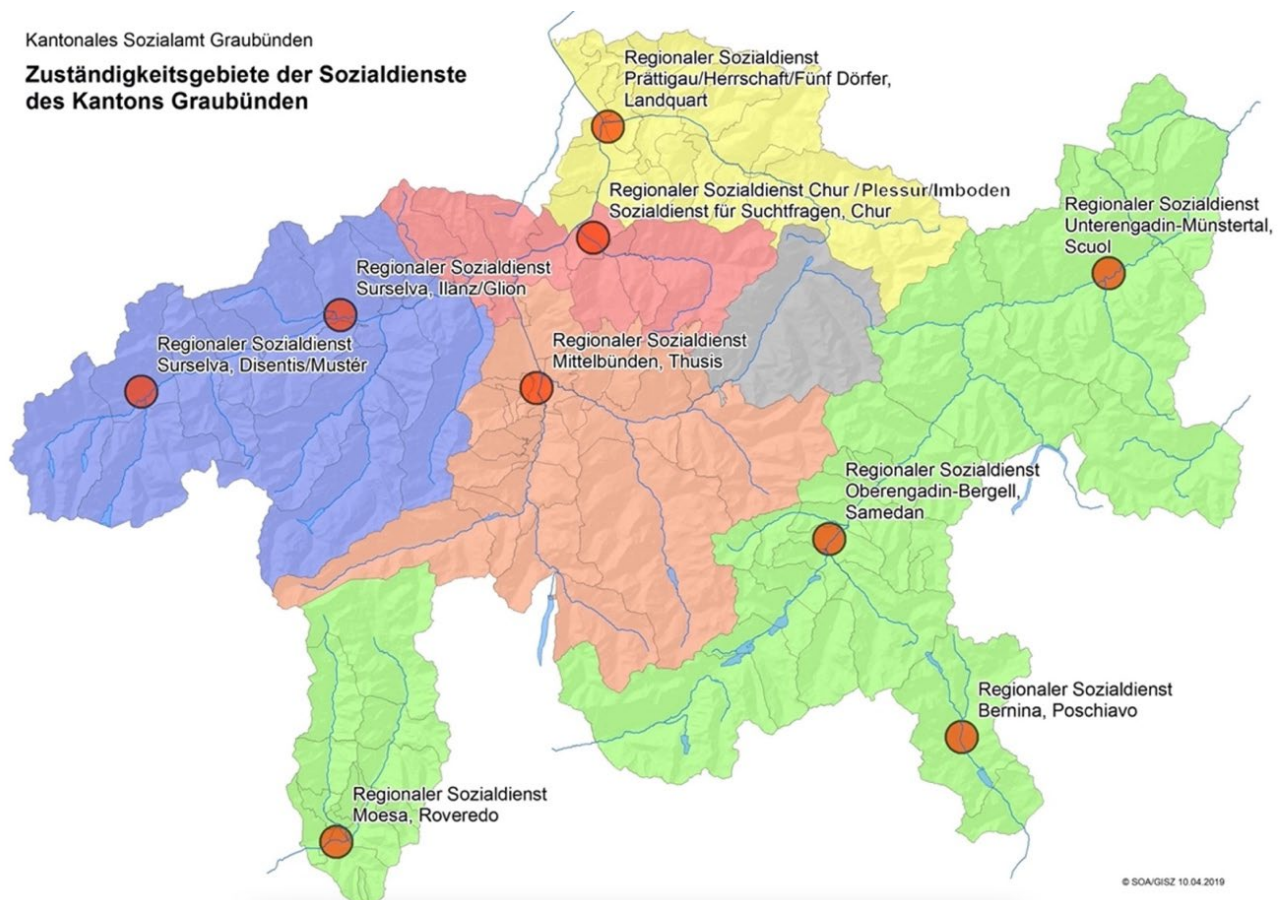 Kantonales Sozialamt Graubünden
Zuständigkeitsgebiete der Sozialdienste
des Kantons Graubünden
Regionaler Sozialdienst
Prättigau/Herrschaft/Fünf Dörfer,
Landquart
Regionaler Sozialdienst Chur /Plessur/Imboden
Sozialdienst für Suchtfragen, Chur
Regionaler Sozialdienst
Unterengadin-Münstertal,
Scuol
Regionaler Sozialdienst
Surselva, Ilanz/Glion
Regionaler Sozialdienst
Surselva, Disentis/Mustér
Regionaler Sozialdienst
Mittelbünden, Thusis
Regionaler Sozialdienst
Oberengadin-Bergell,
Samedan
Regionaler Sozialdienst
Bernina, Poschiavo
Regionaler Sozialdienst
Moesa, Roveredo
© SOA/GISZ 10.04.2019